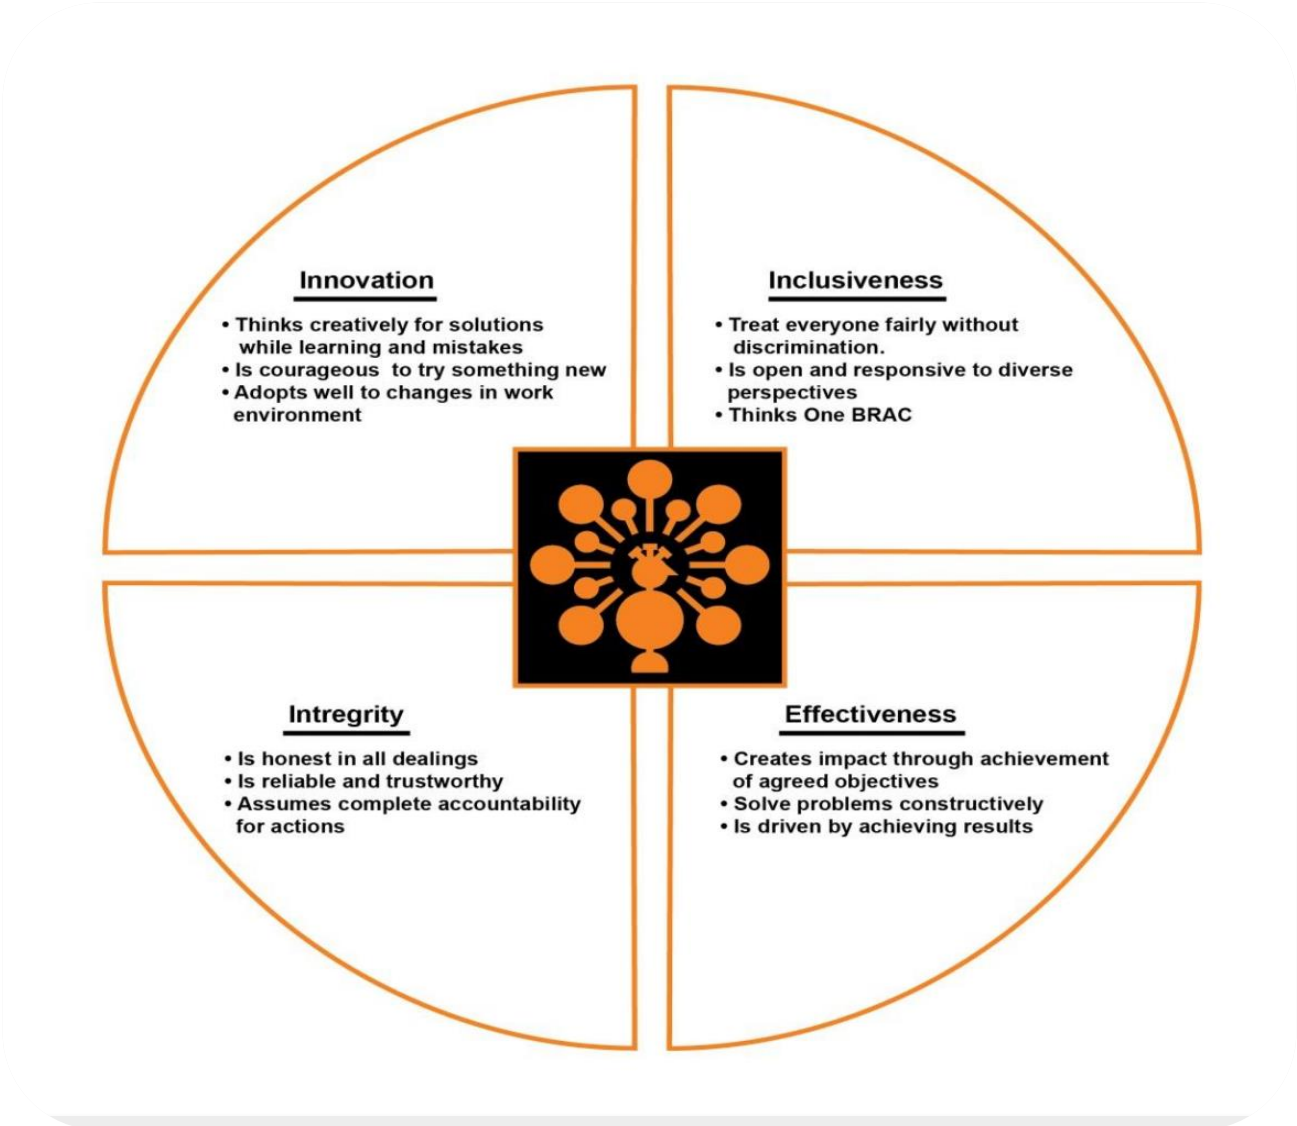 Innovation
• Thinks creatively for solutions
while learning and mistakes
• Is courageous to try something new
• Adopts well to changes in work
environment
Inclusiveness
• Treat everyone fairly without
discrimination.
• Is open and responsive to diverse
perspectives
• Thinks One BRAC
Intregrity
• Is honest in all dealings
• Is reliable and trustworthy
• Assumes complete accountability
for actions
Effectiveness
• Creates impact through achievement
of agreed objectives
• Solve problems constructively
• Is driven by achieving results